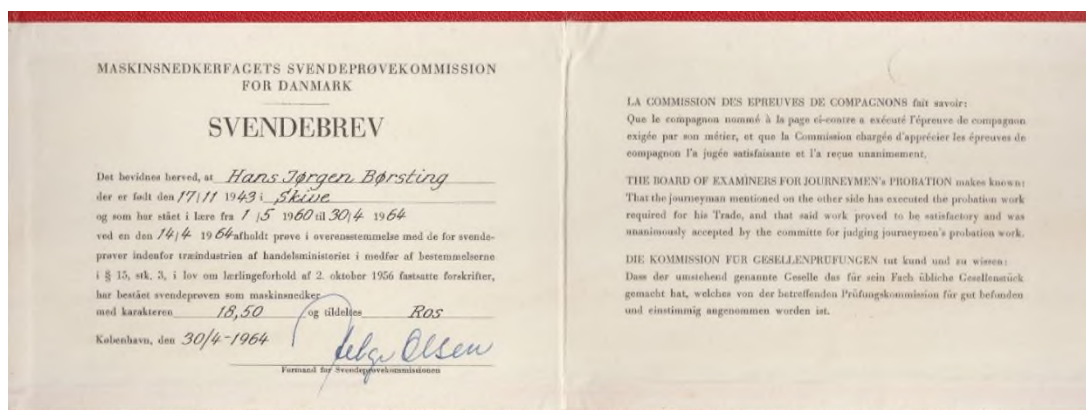 MASKINSNEDKERFAGETS SVENDEPRØVEKOMMISSION
FOR DANMARK
SVENDEBREV
Det bevidnes herved, at Hans Jørgen Børsting
der er født den 17/11 1943 i Skive
og som har stået i lære fra 1/5 1960 til 30/4 1964
ved en den 14/4 1964 afholdt prøve i overensstemmelse med de for svende-
prøver indenfor træindustrien af handelsministeriet i medfør af bestemmelserne
i § 15, stk. 3, i lov om lærlingeforhold af 2. oktober 1956 fastsatte forskrifter,
har bestået svendeprøven som maskinsnedker
med karakteren 18,50 og tildeltes Ros
København, den 30/4-1964
Helge Olsen
Formand for Svendeprøvekommissionen
LA COMMISSION DES EPREUVES DE COMPAGNONS fait savoir:
Que le compagnon nommé à la page ci-contre a exécuté l'épreuve de compagnon
exigée par son métier, et que la Commission chargée d'apprécier les épreuves de
compagnon l'a jugée satisfaisante et l'a reçue unanimement.
THE BOARD OF EXAMINERS FOR JOURNEYMEN's PROBATION makes known:
That the journeyman mentioned on the other side has executed the probation work
required for his Trade, and that said work proved to be satisfactory and was
unanimously accepted by the committe for judging journeymen's probation work.
DIE KOMMISSION FÜR GESELLENPRÜFUNGEN tut kund und zu wissen:
Dass der umstehend genannte Geselle das für sein Fach übliche Gesellenstück
gemacht hat, welches von der betreffenden Prüfungskommission für gut befunden
und einstimmig angenommen worden ist.